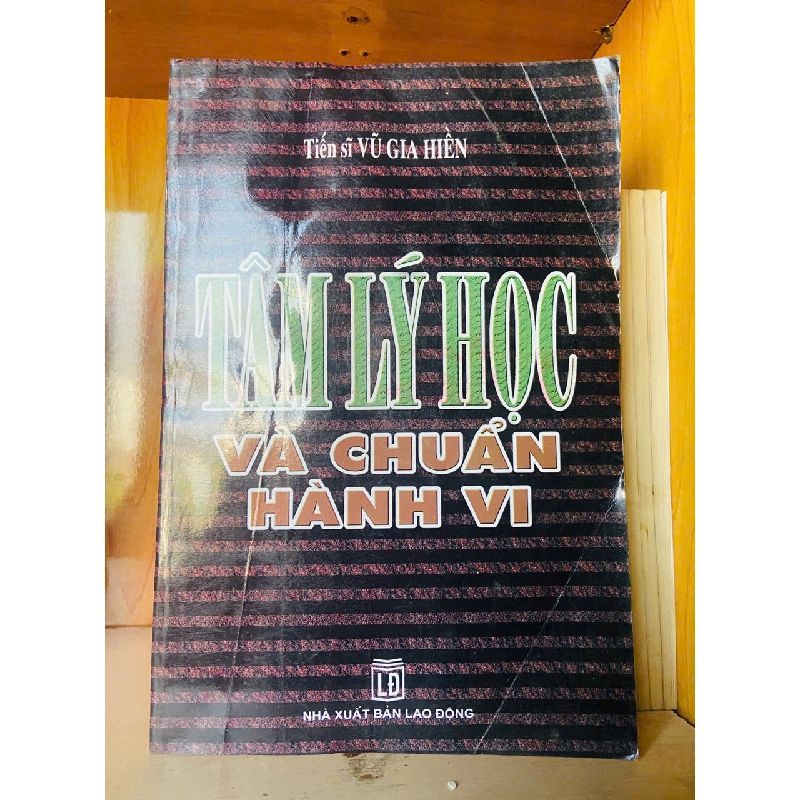 Tiến sĩ VŨ GIA HIỀN
TÂM LÝ HỌC
VÀ CHUẨN
HÀNH VI
LĐ
NHÀ XUẤT BẢN LAO ĐỘNG